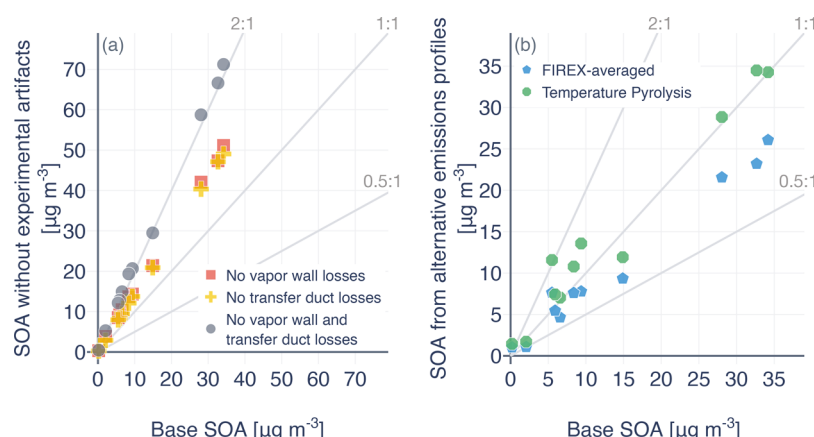 (a)
2:1
1:1
0.5:1
SOA without experimental artifacts
[µg m⁻³]
70
60
50
40
30
20
10
0
No vapor wall losses
No transfer duct losses
No vapor wall and
transfer duct losses
0 10 20 30 40 50 60 70
Base SOA [µg m⁻³]
(b)
2:1
1:1
0.5:1
SOA from alternative emissions profiles
[µg m⁻³]
35
30
25
20
15
10
5
0
FIREX-averaged
Temperature Pyrolysis
0 5 10 15 20 25 30 35
Base SOA [µg m⁻³]